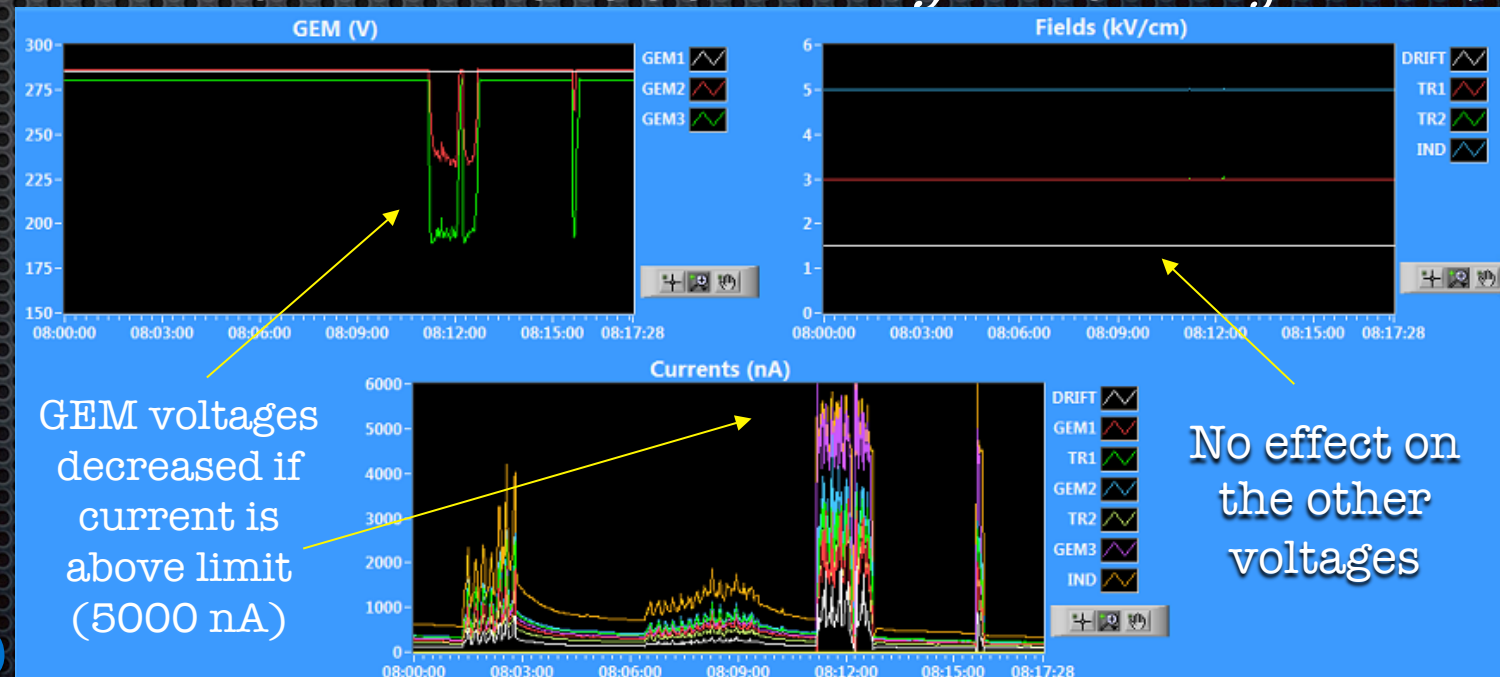 GEM (V)
300
275
250
225
200
175
150
08:00:00 08:03:00 08:06:00 08:09:00 08:12:00 08:15:00 08:17:28
GEM1
GEM2
GEM3
Fields (kV/cm)
6
5
4
3
2
1
0
08:00:00 08:03:00 08:06:00 08:09:00 08:12:00 08:15:00 08:17:28
DRIFT
TR1
TR2
IND
Currents (nA)
6000
5000
4000
3000
2000
1000
0
08:00:00 08:03:00 08:06:00 08:09:00 08:12:00 08:15:00 08:17:28
DRIFT
GEM1
TR1
GEM2
TR2
GEM3
IND
GEM voltages
decreased if
current is
above limit
(5000 nA)
No effect on
the other
voltages